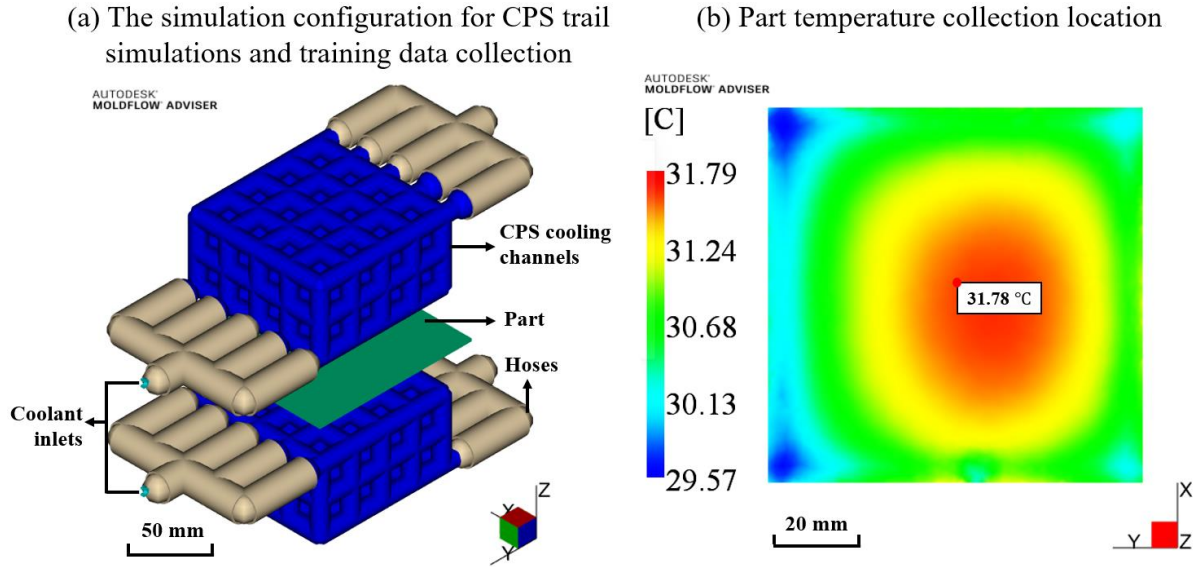 (a) The simulation configuration for CPS trail
simulations and training data collection
AUTODESK'
MOLDFLOW' ADVISER
CPS cooling
channels
Part
Hoses
Coolant
inlets
50 mm
Z
X
Y
(b) Part temperature collection location
AUTODESK'
MOLDFLOW' ADVISER
[C]
31.79
31.24
30.68
30.13
29.57
31.78 °C
20 mm
X
Y
Z